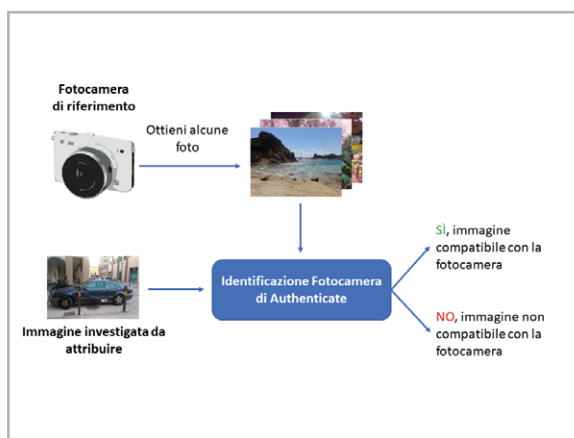 Fotocamera
di riferimento
Ottieni alcune
foto
Identificazione Fotocamera
di Authenticate
Immagine investigata da
attribuire
SÌ, immagine
compatibile con la
fotocamera
NO, immagine non
compatibile con la
fotocamera